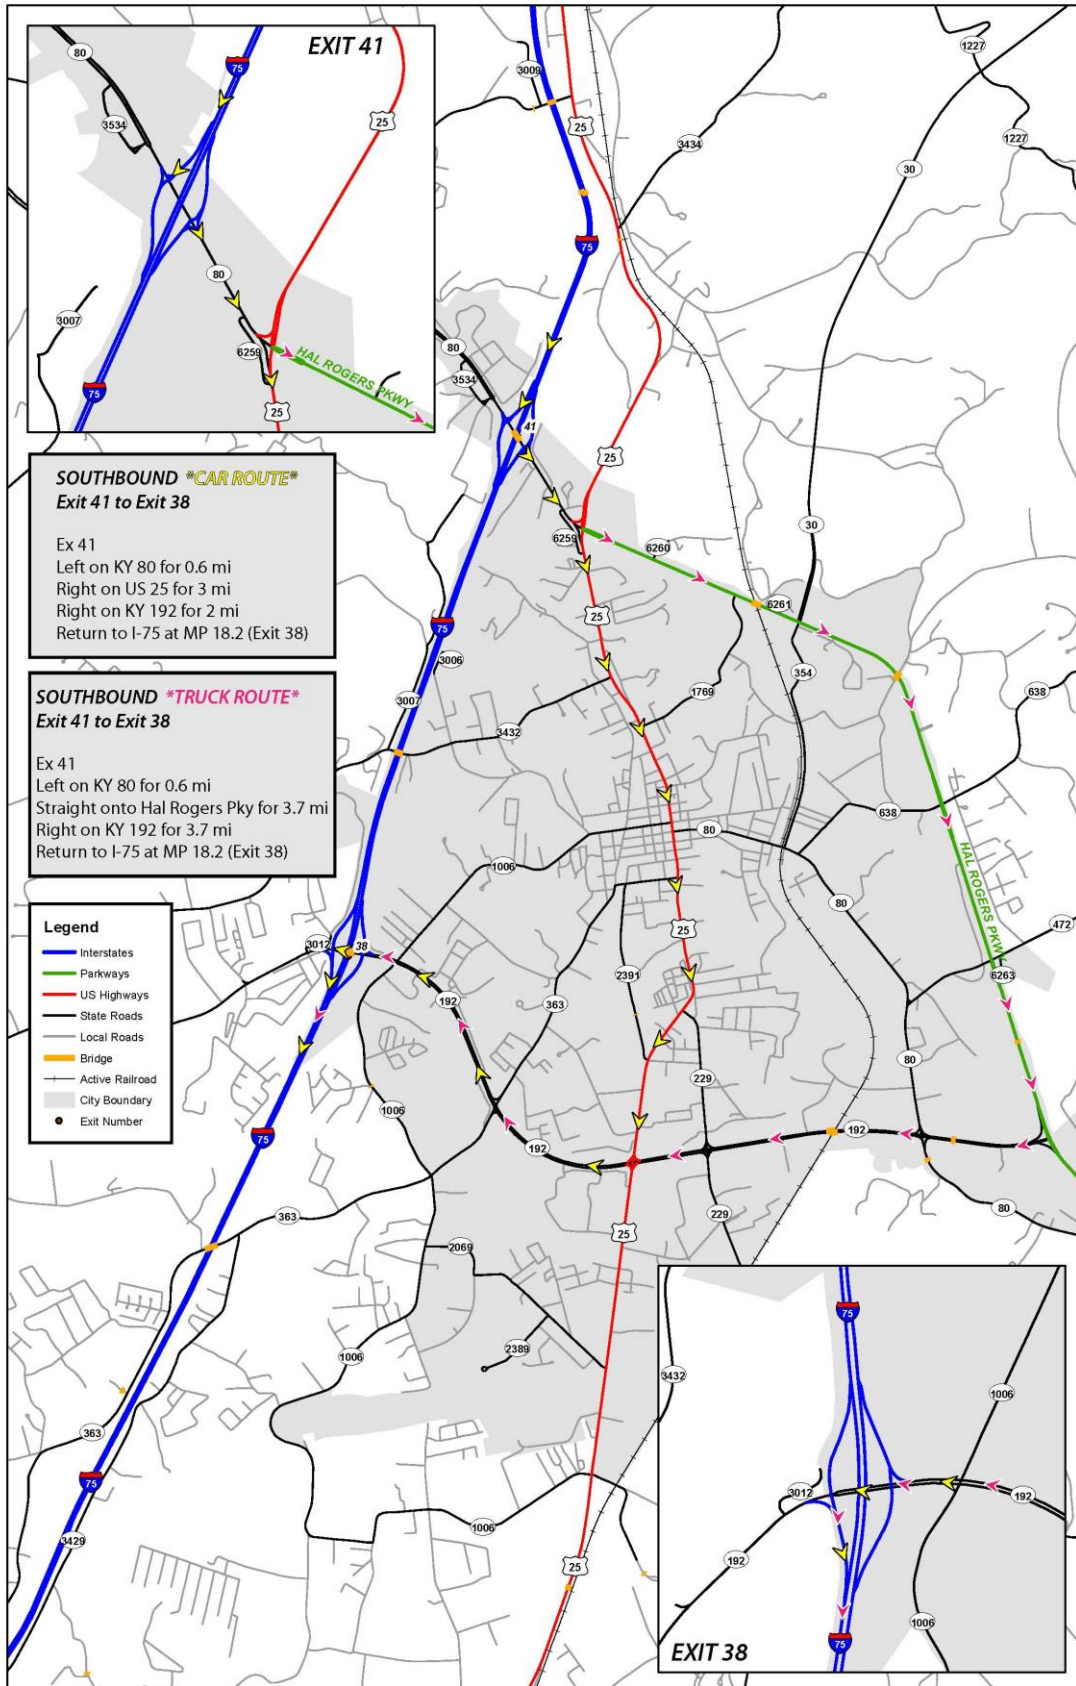 EXIT 41
80
75
3534
25
3007
80
6259
HAL ROGERS PKWY
75
25
SOUTHBOUND *CAR ROUTE*
Exit 41 to Exit 38
Ex 41
Left on KY 80 for 0.6 mi
Right on US 25 for 3 mi
Right on KY 192 for 2 mi
Return to I-75 at MP 18.2 (Exit 38)
SOUTHBOUND *TRUCK ROUTE*
Exit 41 to Exit 38
Ex 41
Left on KY 80 for 0.6 mi
Straight onto Hal Rogers Pky for 3.7 mi
Right on KY 192 for 3.7 mi
Return to I-75 at MP 18.2 (Exit 38)
Legend
Interstates
Parkways
US Highways
State Roads
Local Roads
Bridge
Active Railroad
City Boundary
Exit Number
3009
25
3434
1227
1227
30
75
80
3534
41
25
6259
6260
30
6261
25
75
3006
3007
3432
1769
354
638
638
80
1006
80
HAL ROGERS PKWY
472
6263
25
2391
363
3012
38
192
229
80
1006
75
192
192
363
25
229
80
2069
2389
1006
363
75
3429
1006
25
75
3432
1006
3012
192
192
1006
75
EXIT 38